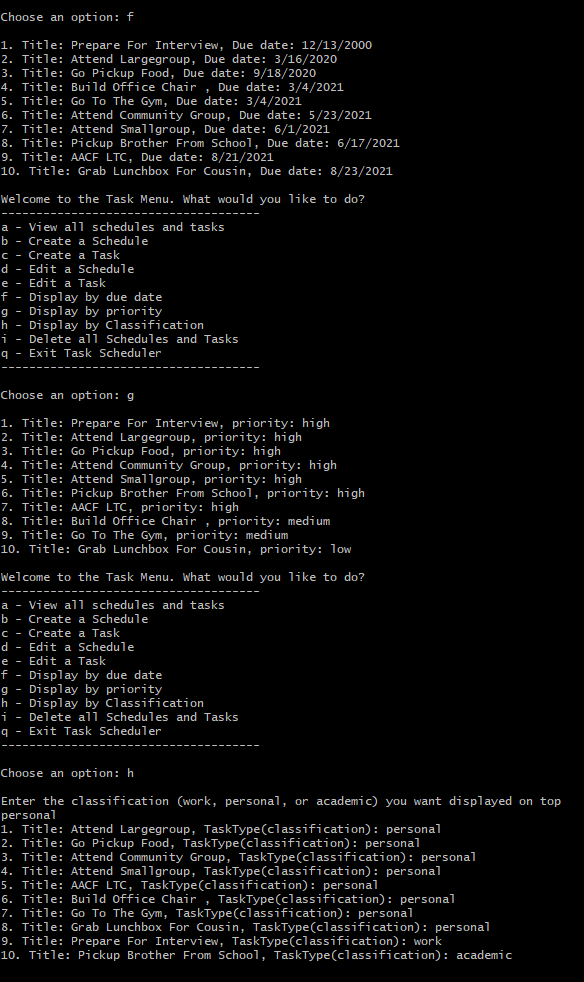 Choose an option: f
1. Title: Prepare For Interview, Due date: 12/13/2000
2. Title: Attend Largegroup, Due date: 3/16/2020
3. Title: Go Pickup Food, Due date: 9/18/2020
4. Title: Build Office Chair , Due date: 3/4/2021
5. Title: Go To The Gym, Due date: 3/4/2021
6. Title: Attend Community Group, Due date: 5/23/2021
7. Title: Attend Smallgroup, Due date: 6/1/2021
8. Title: Pickup Brother From School, Due date: 6/17/2021
9. Title: AACF LTC, Due date: 8/21/2021
10. Title: Grab Lunchbox For Cousin, Due date: 8/23/2021
Welcome to the Task Menu. What would you like to do?
-------------------------------------
a - View all schedules and tasks
b - Create a Schedule
c - Create a Task
d - Edit a Schedule
e - Edit a Task
f - Display by due date
g - Display by priority
h - Display by Classification
i - Delete all Schedules and Tasks
q - Exit Task Scheduler
-------------------------------------
Choose an option: g
1. Title: Prepare For Interview, priority: high
2. Title: Attend Largegroup, priority: high
3. Title: Go Pickup Food, priority: high
4. Title: Attend Community Group, priority: high
5. Title: Attend Smallgroup, priority: high
6. Title: Pickup Brother From School, priority: high
7. Title: AACF LTC, priority: high
8. Title: Build Office Chair , priority: medium
9. Title: Go To The Gym, priority: medium
10. Title: Grab Lunchbox For Cousin, priority: low
Welcome to the Task Menu. What would you like to do?
-------------------------------------
a - View all schedules and tasks
b - Create a Schedule
c - Create a Task
d - Edit a Schedule
e - Edit a Task
f - Display by due date
g - Display by priority
h - Display by Classification
i - Delete all Schedules and Tasks
q - Exit Task Scheduler
-------------------------------------
Choose an option: h
Enter the classification (work, personal, or academic) you want displayed on top
personal
1. Title: Attend Largegroup, TaskType(classification): personal
2. Title: Go Pickup Food, TaskType(classification): personal
3. Title: Attend Community Group, TaskType(classification): personal
4. Title: Attend Smallgroup, TaskType(classification): personal
5. Title: AACF LTC, TaskType(classification): personal
6. Title: Build Office Chair , TaskType(classification): personal
7. Title: Go To The Gym, TaskType(classification): personal
8. Title: Grab Lunchbox For Cousin, TaskType(classification): personal
9. Title: Prepare For Interview, TaskType(classification): work
10. Title: Pickup Brother From School, TaskType(classification): academic